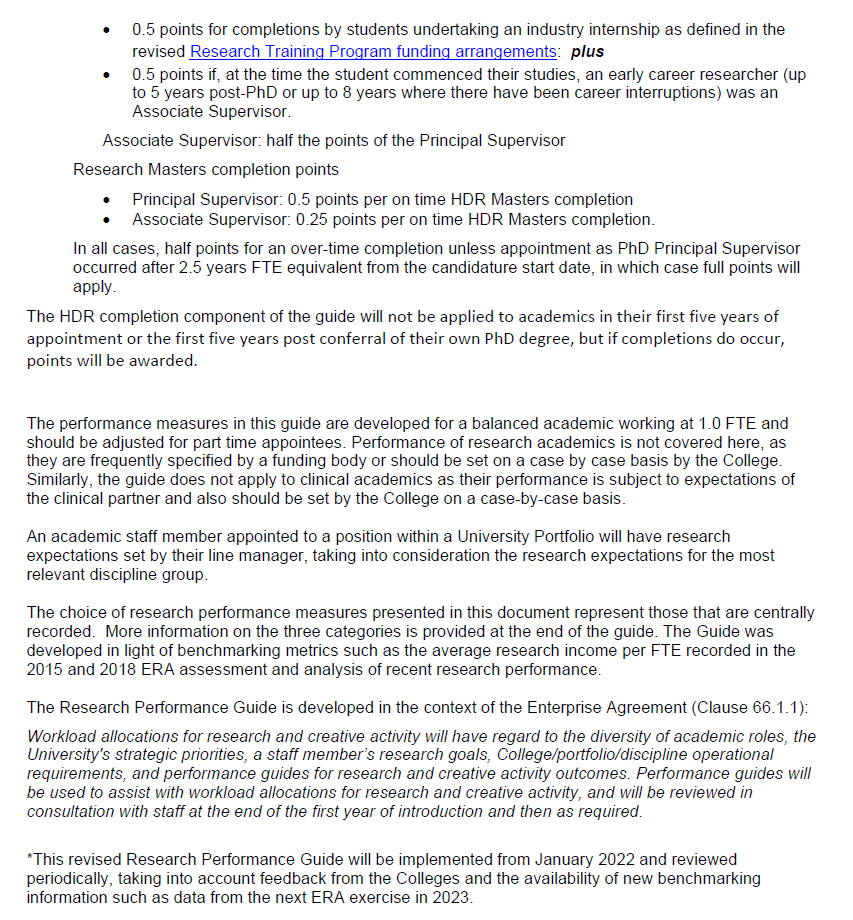 • 0.5 points for completions by students undertaking an industry internship as defined in the
revised Research Training Program funding arrangements: plus
• 0.5 points if, at the time the student commenced their studies, an early career researcher (up
to 5 years post-PhD or up to 8 years where there have been career interruptions) was an
Associate Supervisor.
Associate Supervisor: half the points of the Principal Supervisor
Research Masters completion points
• Principal Supervisor: 0.5 points per on time HDR Masters completion
• Associate Supervisor: 0.25 points per on time HDR Masters completion.
In all cases, half points for an over-time completion unless appointment as PhD Principal Supervisor
occurred after 2.5 years FTE equivalent from the candidature start date, in which case full points will
apply.
The HDR completion component of the guide will not be applied to academics in their first five years of
appointment or the first five years post conferral of their own PhD degree, but if completions do occur,
points will be awarded.
The performance measures in this guide are developed for a balanced academic working at 1.0 FTE and
should be adjusted for part time appointees. Performance of research academics is not covered here, as
they are frequently specified by a funding body or should be set on a case by case basis by the College.
Similarly, the guide does not apply to clinical academics as their performance is subject to expectations of
the clinical partner and also should be set by the College on a case-by-case basis.
An academic staff member appointed to a position within a University Portfolio will have research
expectations set by their line manager, taking into consideration the research expectations for the most
relevant discipline group.
The choice of research performance measures presented in this document represent those that are centrally
recorded.  More information on the three categories is provided at the end of the guide. The Guide was
developed in light of benchmarking metrics such as the average research income per FTE recorded in the
2015 and 2018 ERA assessment and analysis of recent research performance.
The Research Performance Guide is developed in the context of the Enterprise Agreement (Clause 66.1.1):
Workload allocations for research and creative activity will have regard to the diversity of academic roles, the
University's strategic priorities, a staff member's research goals, College/portfolio/discipline operational
requirements, and performance guides for research and creative activity outcomes. Performance guides will
be used to assist with workload allocations for research and creative activity, and will be reviewed in
consultation with staff at the end of the first year of introduction and then as required.
*This revised Research Performance Guide will be implemented from January 2022 and reviewed
periodically, taking into account feedback from the Colleges and the availability of new benchmarking
information such as data from the next ERA exercise in 2023.